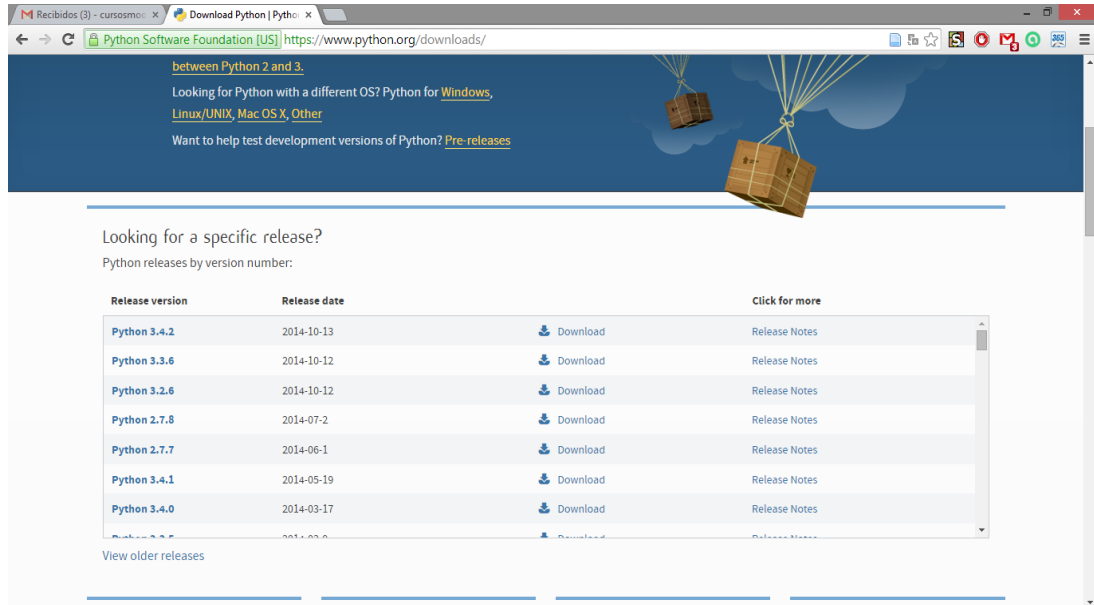 Recibidos (3) - cursosmoo
Download Python | Python
Python Software Foundation [US] https://www.python.org/downloads/
between Python 2 and 3.
Looking for Python with a different OS? Python for Windows,
Linux/UNIX, Mac OS X, Other
Want to help test development versions of Python? Pre-releases
Looking for a specific release?
Python releases by version number:
Release version Release date Click for more
Python 3.4.2 2014-10-13 Download Release Notes
Python 3.3.6 2014-10-12 Download Release Notes
Python 3.2.6 2014-10-12 Download Release Notes
Python 2.7.8 2014-07-2 Download Release Notes
Python 2.7.7 2014-06-1 Download Release Notes
Python 3.4.1 2014-05-19 Download Release Notes
Python 3.4.0 2014-03-17 Download Release Notes
View older releases